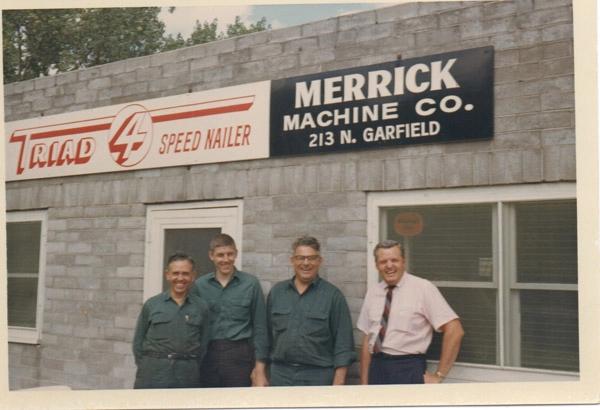 TRIAD 4 SPEED NAILER
MERRICK
MACHINE CO.
213 N. GARFIELD